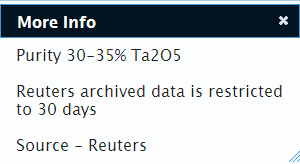 More Info
Purity 30-35% Ta2O5
Reuters archived data is restricted
to 30 days
Source - Reuters